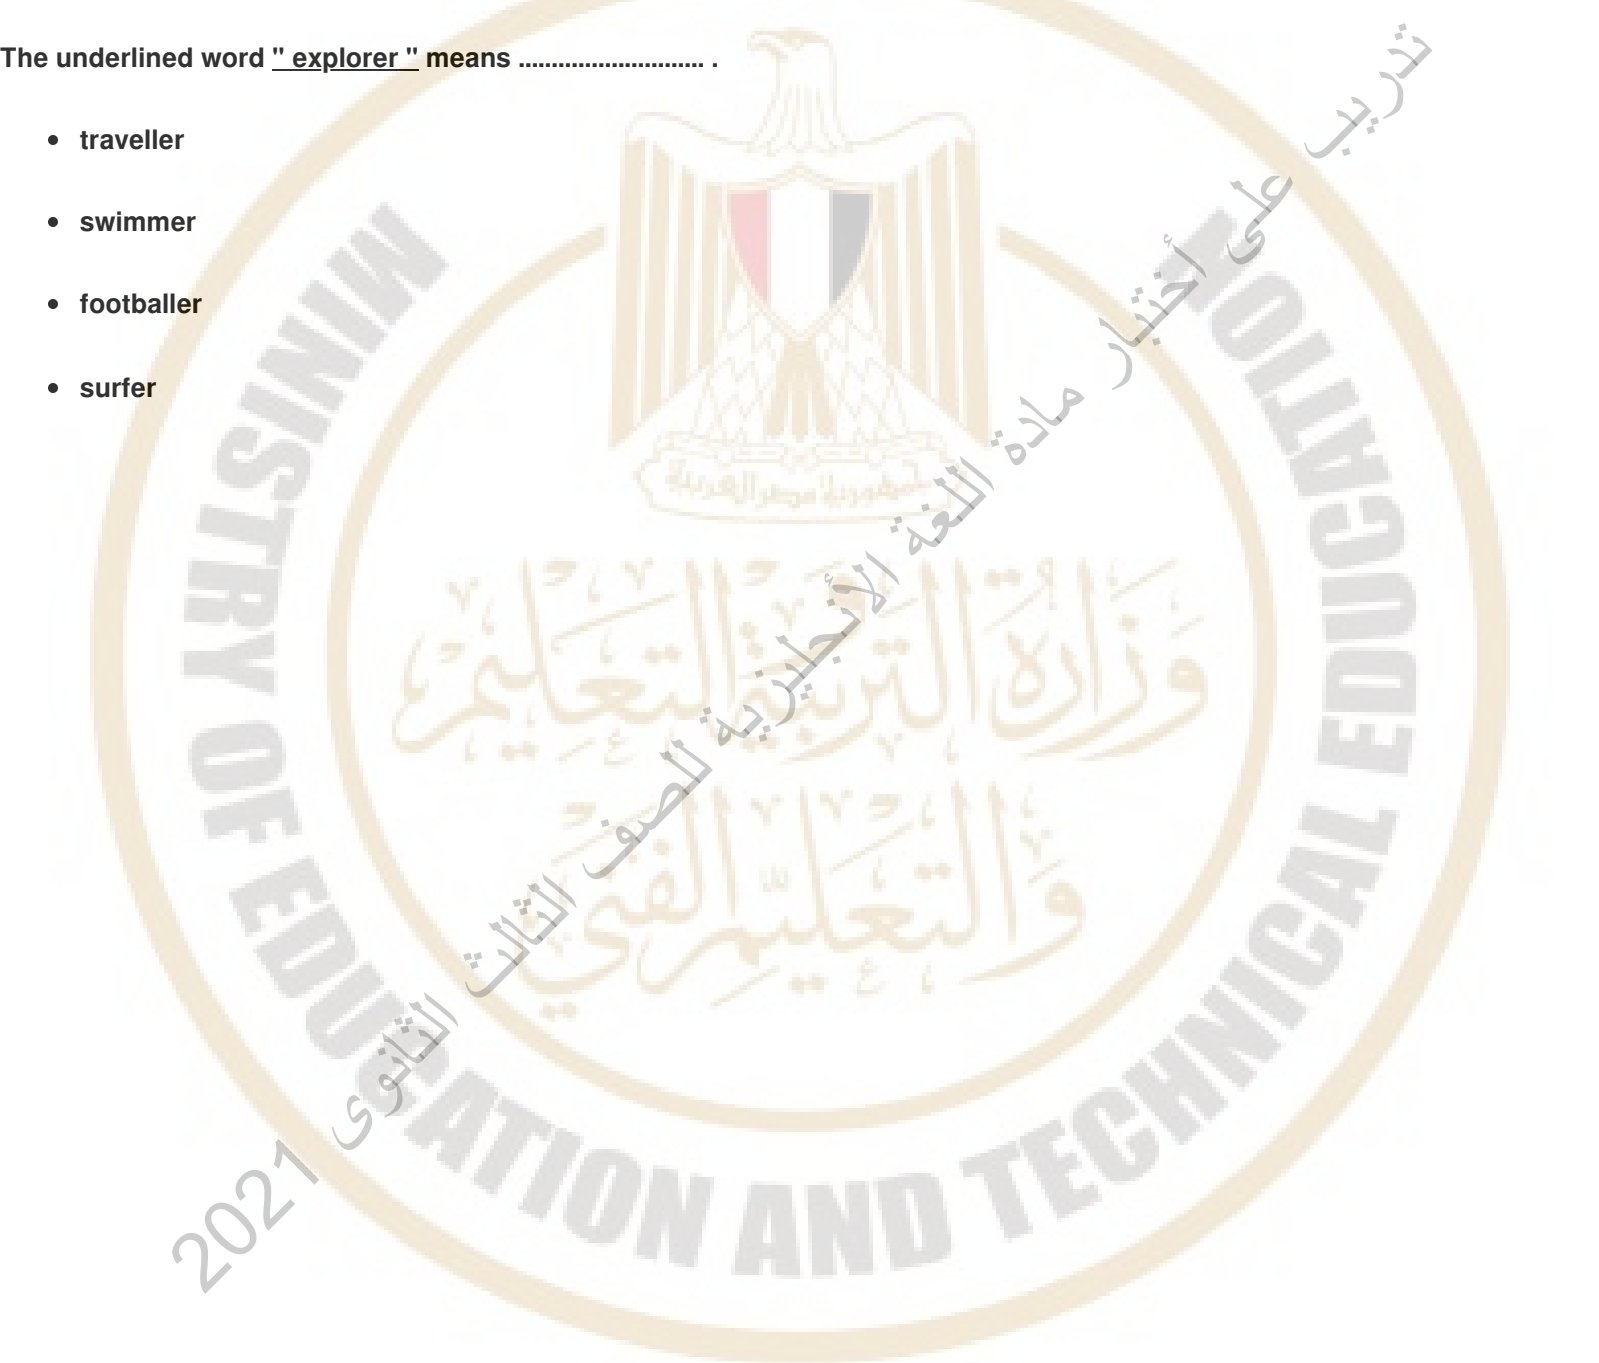 The underlined word " explorer " means ............................ .
• traveller
• swimmer
• footballer
• surfer
جمهورية مصر العربية
وزارة التربية والتعليم
والتعليم الفني
MINISTRY OF EDUCATION AND TECHNICAL EDUCATION
تدريب على أختبار مادة اللغة الأنجليزية للصف الثالث الثانوى 2021